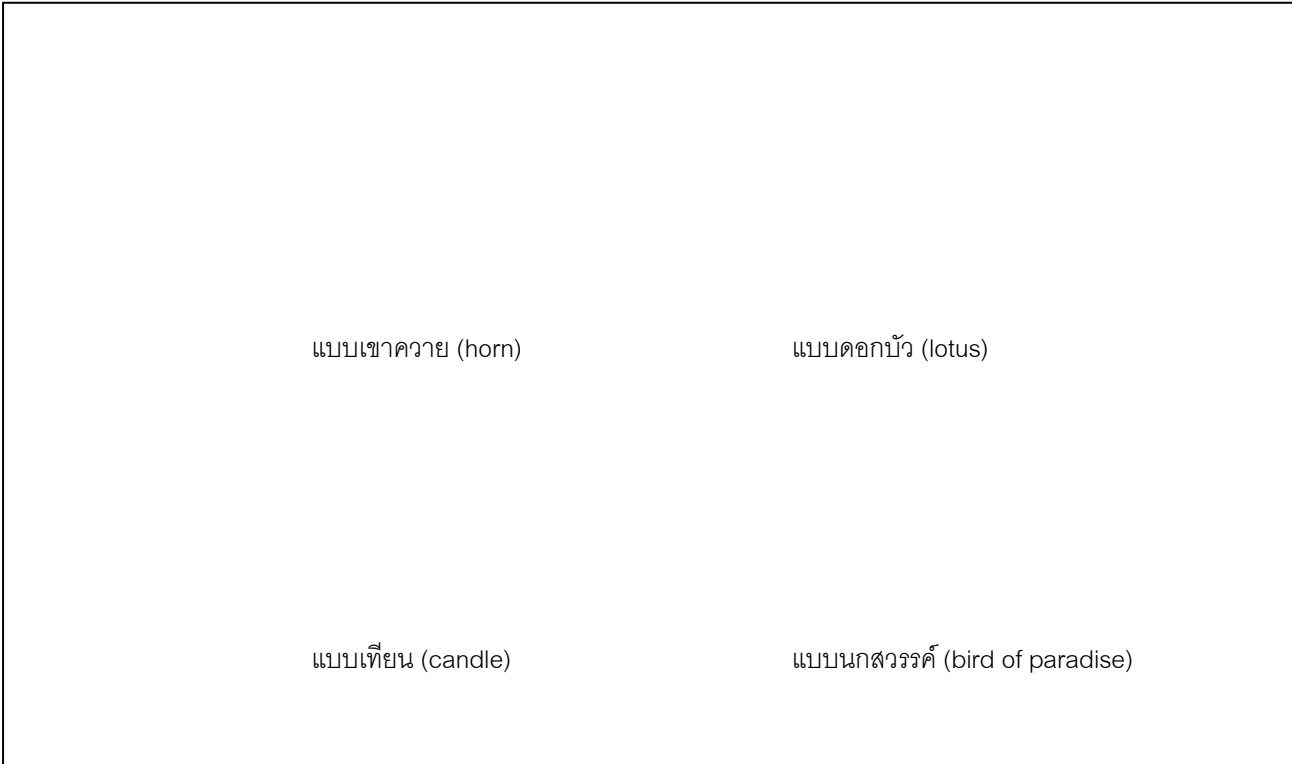 แบบเขาควาย (horn)
แบบดอกบัว (lotus)
แบบเทียน (candle)
แบบนกสวรรค์ (bird of paradise)